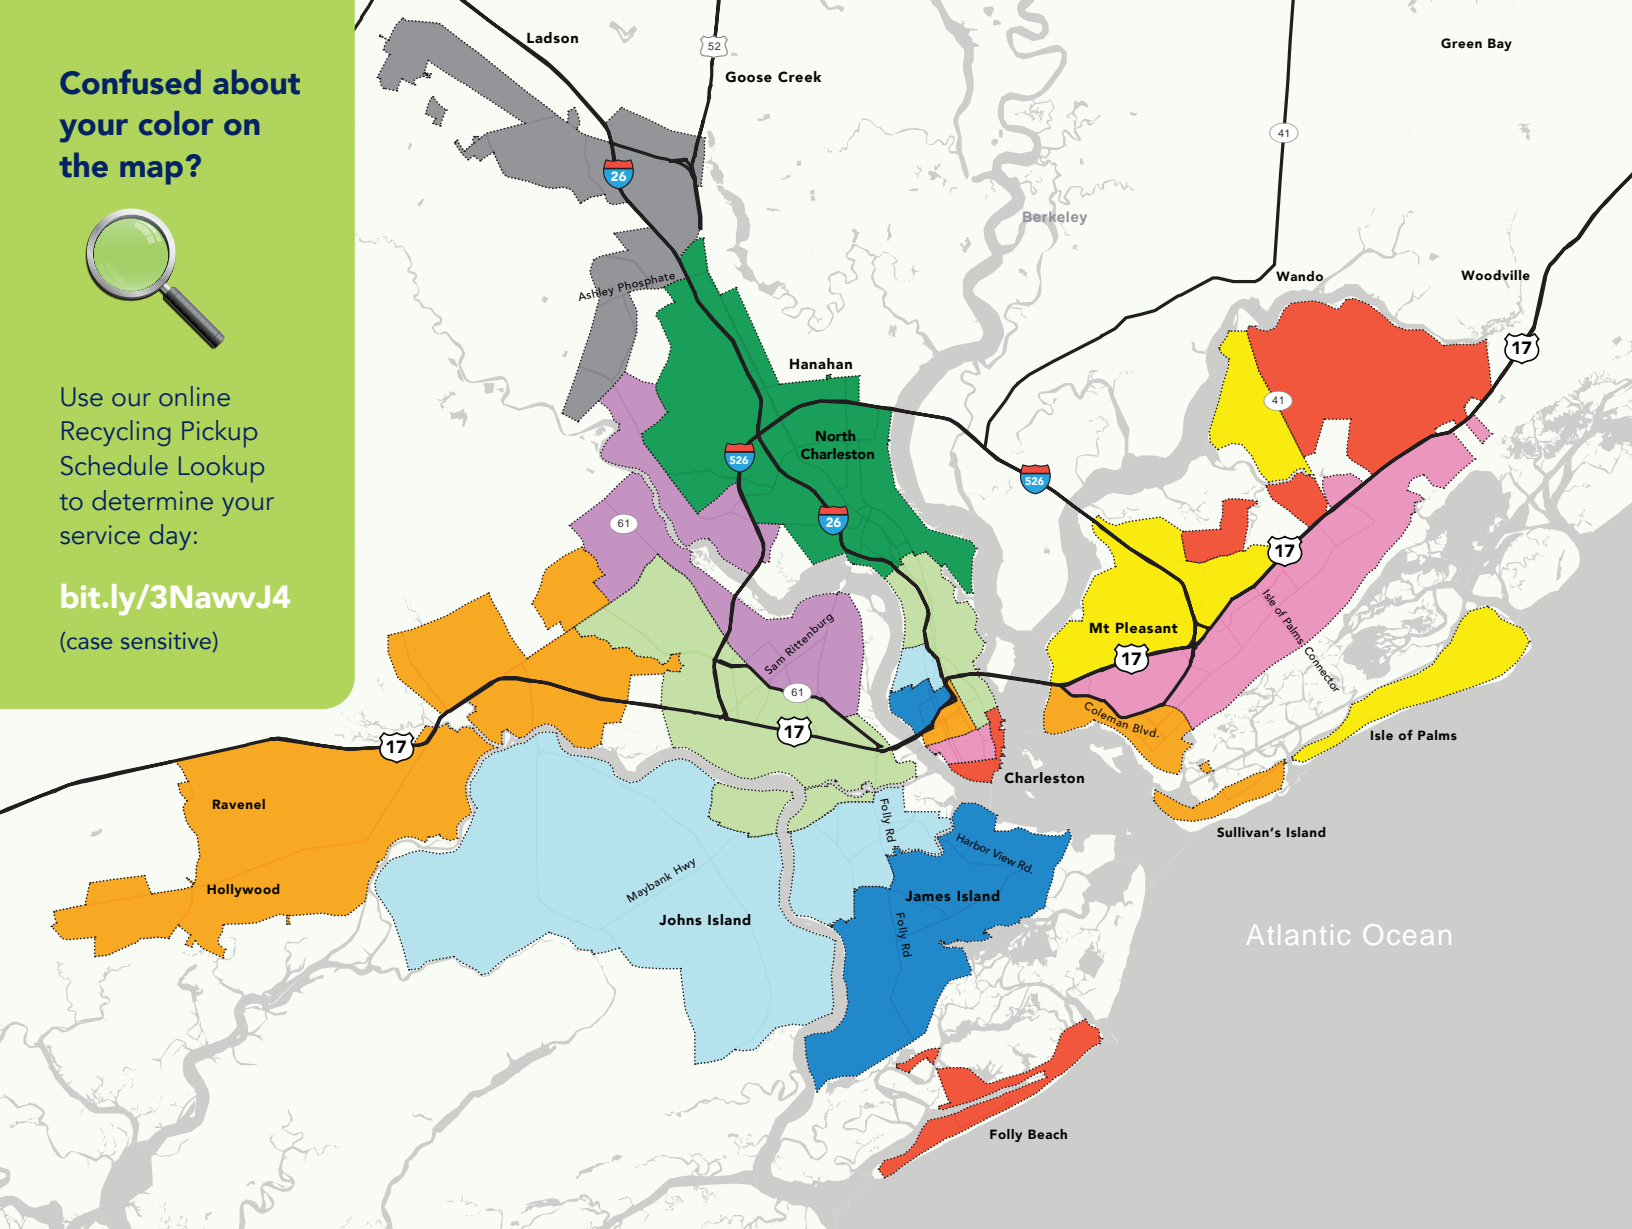 Confused about
your color on
the map?
Use our online
Recycling Pickup
Schedule Lookup
to determine your
service day:
bit.ly/3NawvJ4
(case sensitive)
Ladson
52
Goose Creek
Green Bay
41
26
Berkeley
Wando
Woodville
Ashley Phosphate
17
Hanahan
41
North
Charleston
526
526
26
61
17
Isle of Palms Connector
Mt Pleasant
17
Sam Rittenburg
61
17
17
Coleman Blvd.
Isle of Palms
Charleston
Ravenel
Sullivan's Island
Folly Rd
Harbor View Rd.
Maybank Hwy
Hollywood
James Island
Johns Island
Folly Rd
Atlantic Ocean
Folly Beach